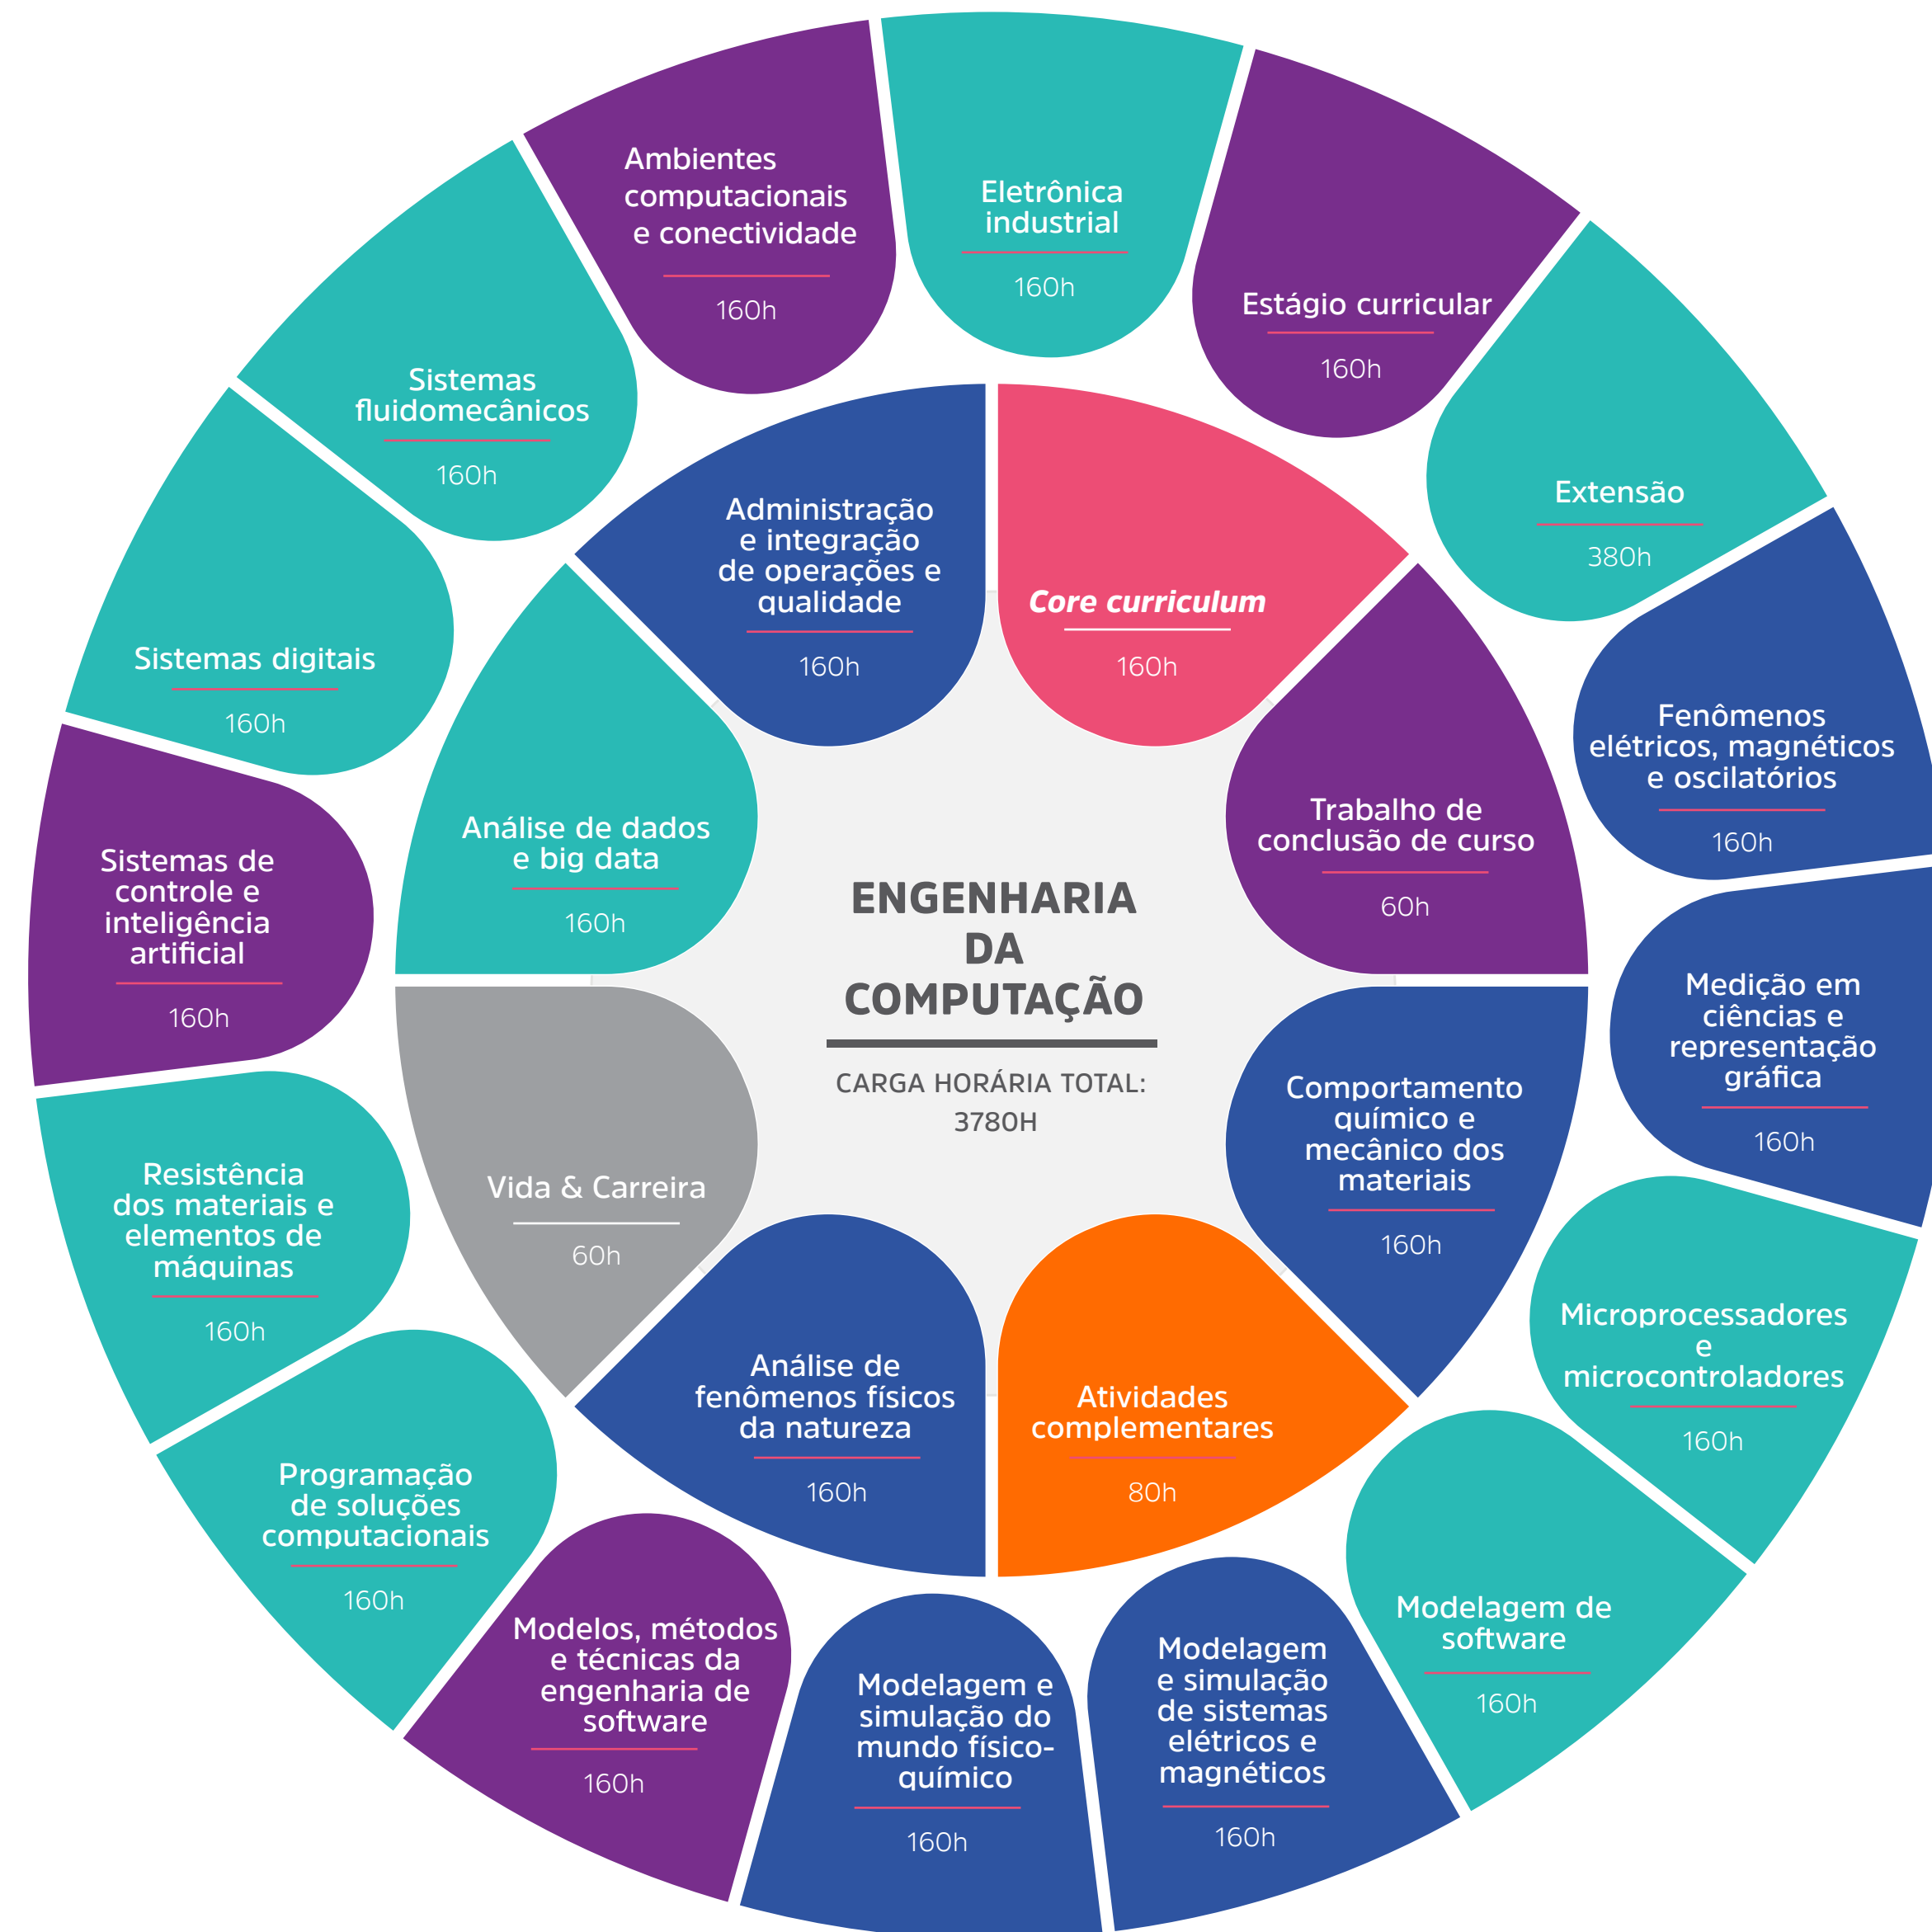 Ambientes
computacionais
e conectividade
160h
Eletrônica
industrial
160h
Estágio curricular
160h
Extensão
380h
Fenômenos
elétricos, magnéticos
e oscilatórios
160h
Medição em
ciências e
representação
gráfica
160h
Microprocessadores
e
microcontroladores
160h
Modelagem de
software
160h
Modelagem
e simulação
de sistemas
elétricos e
magnéticos
160h
Modelagem e
simulação do
mundo físico-
químico
160h
Modelos, métodos
e técnicas da
engenharia de
software
160h
Programação
de soluções
computacionais
160h
Resistência
dos materiais e
elementos de
máquinas
160h
Sistemas de
controle e
inteligência
artificial
160h
Sistemas digitais
160h
Sistemas
fluidomecânicos
160h
Administração
e integração
de operações e
qualidade
160h
Core curriculum
160h
Trabalho de
conclusão de curso
60h
Comportamento
químico e
mecânico dos
materiais
160h
Atividades
complementares
80h
Análise de
fenômenos físicos
da natureza
160h
Vida & Carreira
60h
Análise de dados
e big data
160h
ENGENHARIA
DA
COMPUTAÇÃO
CARGA HORÁRIA TOTAL:
3780H